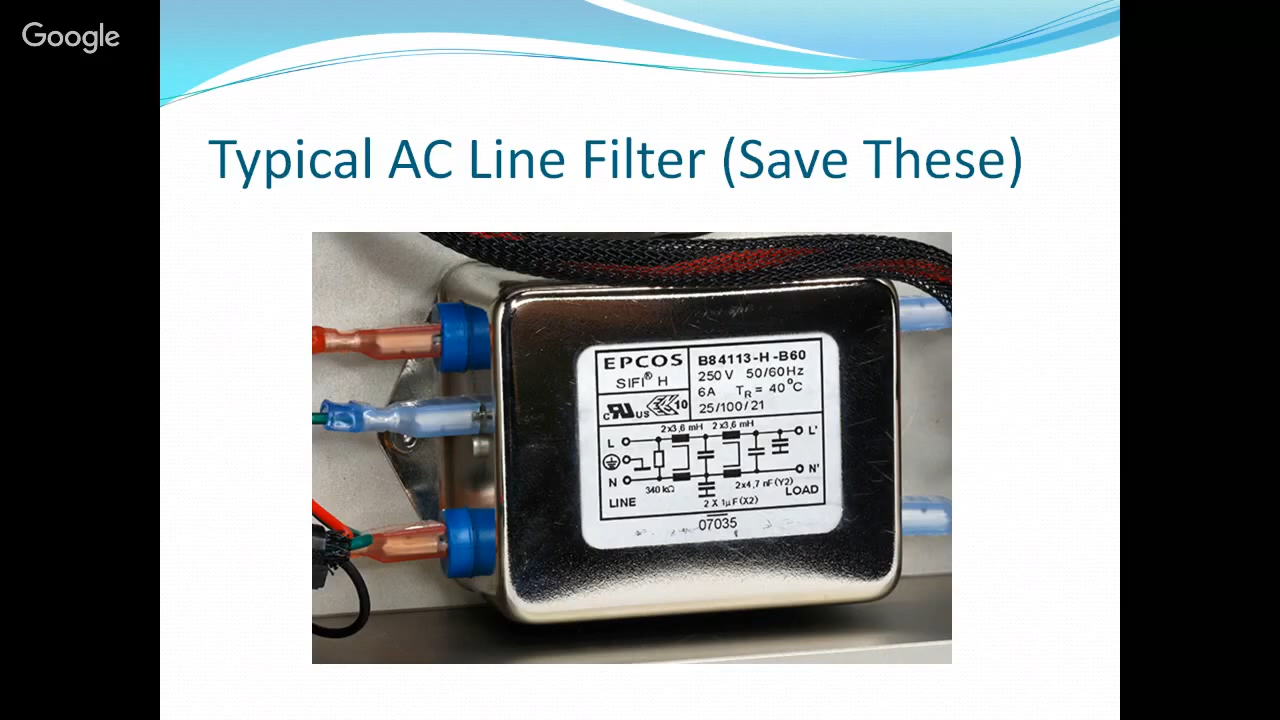 Google
Typical AC Line Filter (Save These)
EPCOS
SIFI® H
B84113-H-B60
250 V 50/60Hz
6A TR = 40°C
25/100/21
c US 10
2x3,6 mH 2x3,6 mH
L L'
N N'
340 kΩ
2x4,7 nF(Y2)
LINE
2 X 1µF(X2)
LOAD
07035